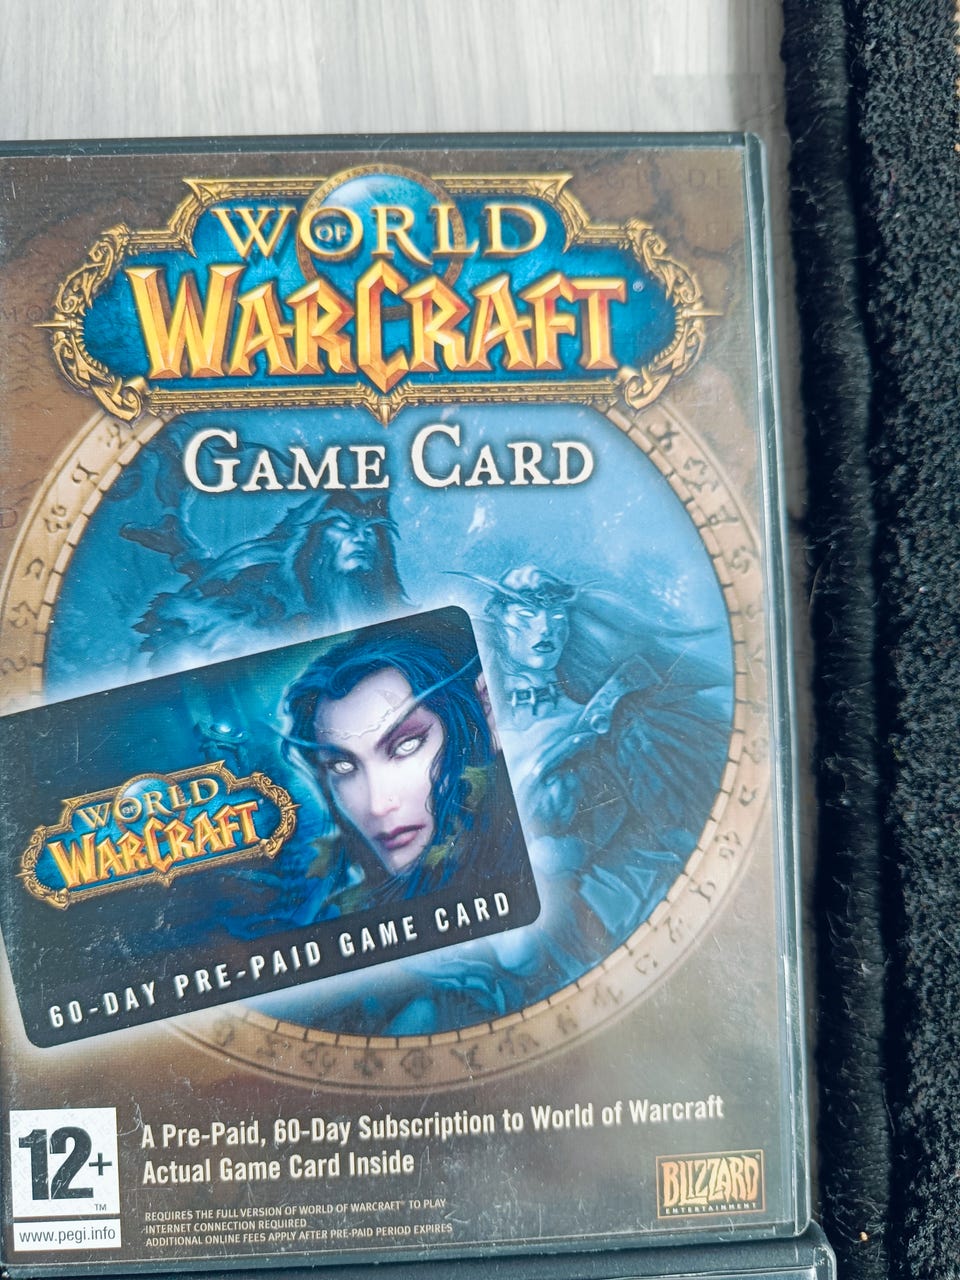 WORLD
OF
WARCRAFT®
GAME CARD
WORLD
OF
WARCRAFT
60-DAY PRE-PAID GAME CARD
12+
™
www.pegi.info
A Pre-Paid, 60-Day Subscription to World of Warcraft
Actual Game Card Inside
REQUIRES THE FULL VERSION OF WORLD OF WARCRAFT™ TO PLAY
INTERNET CONNECTION REQUIRED
ADDITIONAL ONLINE FEES APPLY AFTER PRE-PAID PERIOD EXPIRES
BLIZZARD
ENTERTAINMENT